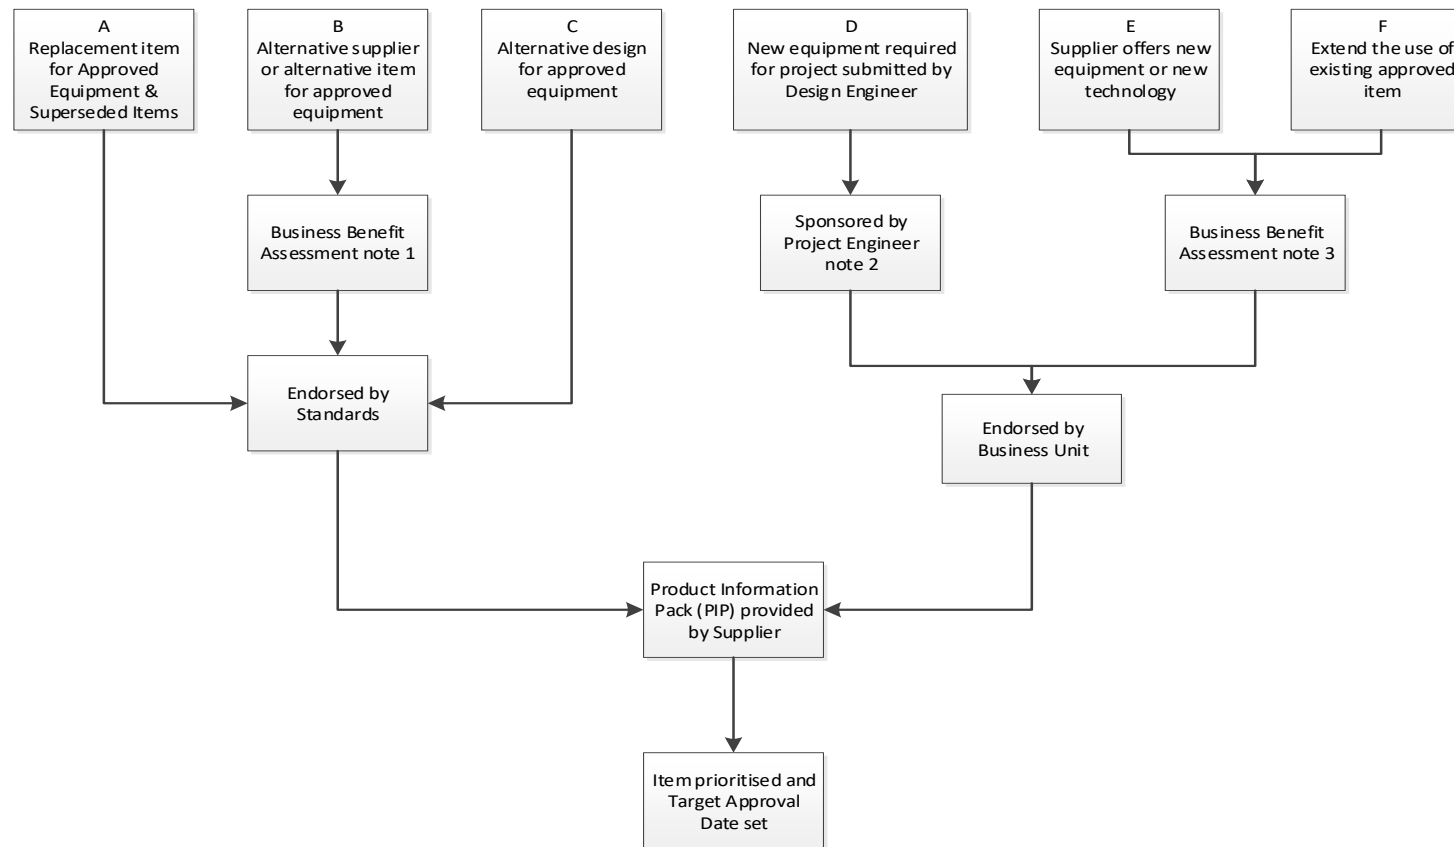 A
Replacement item
for Approved
Equipment &
Superseded Items
B
Alternative supplier
or alternative item
for approved
equipment
C
Alternative design
for approved
equipment
D
New equipment required
for project submitted by
Design Engineer
E
Supplier offers new
equipment or new
technology
F
Extend the use of
existing approved
item
Business Benefit
Assessment note 1
Sponsored by
Project Engineer
note 2
Business Benefit
Assessment note 3
Endorsed by
Standards
Endorsed by
Business Unit
Product Information
Pack (PIP) provided
by Supplier
Item prioritised and
Target Approval
Date set